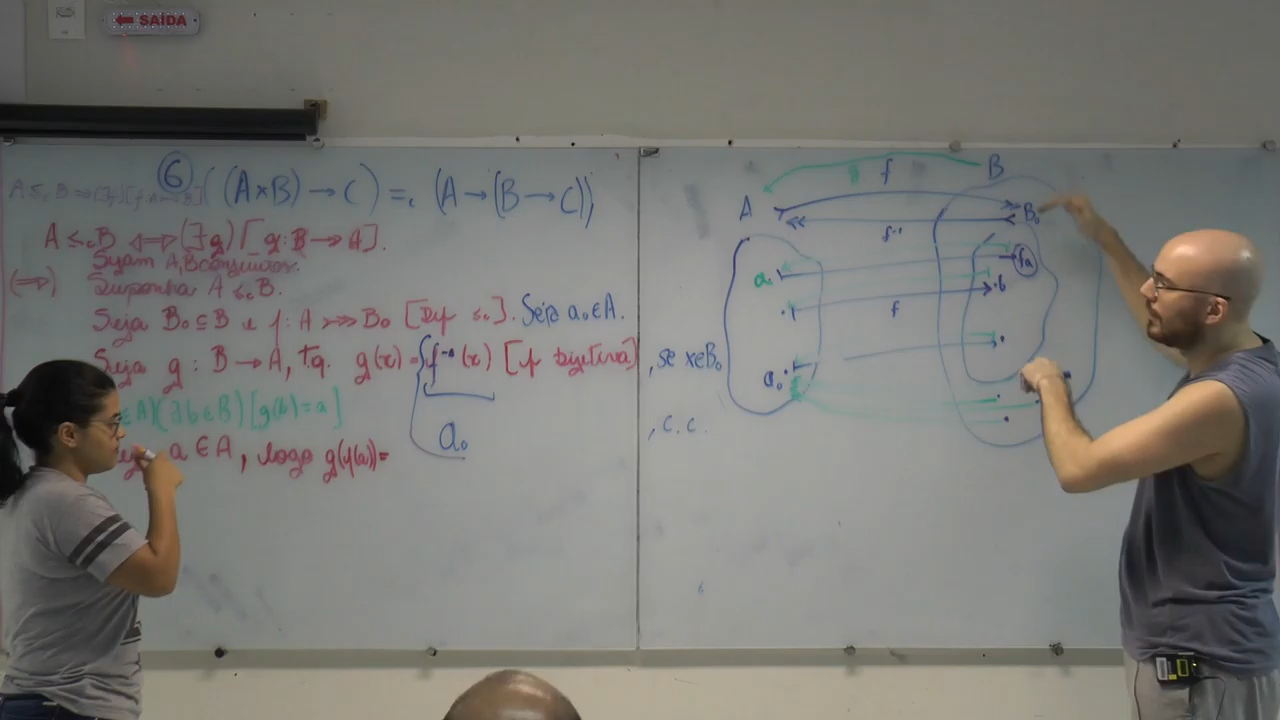 SAÍDA
⑥ ((A×B) → C) =c (A → (B → C))
A ≤c B ⟺ (∃g)[g: B ↠ A].
Sejam A, B conjuntos.
(⇒) Suponha A ≤c B.
Seja B₀ ⊆ B e f: A ⤖ B₀ [Def ≤c]. Seja a₀ ∈ A.
Seja g : B → A, t.q. g(x) = { f⁻¹(x) [f bijetiva], se x∈B₀
a₀, c.c.
∈A)(∃b∈B)[g(b)=a]
a ∈ A, logo g(f(a))=
B
g f
A B₀
f⁻¹
a fa
b
f
a₀